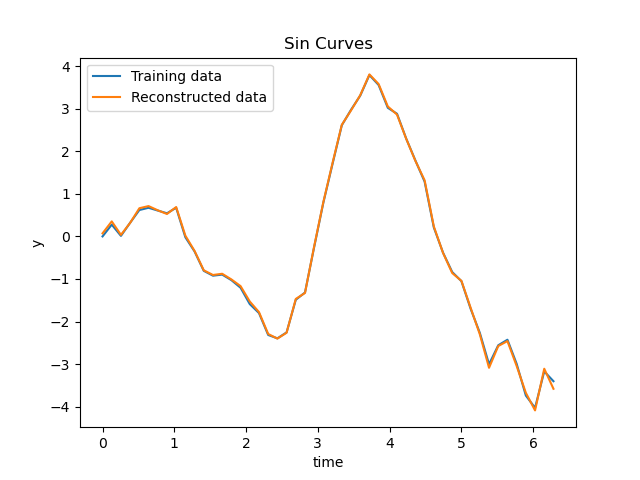 Sin Curves
Training data
Reconstructed data
4
3
2
1
0
−1
−2
−3
−4
y
0 1 2 3 4 5 6
time